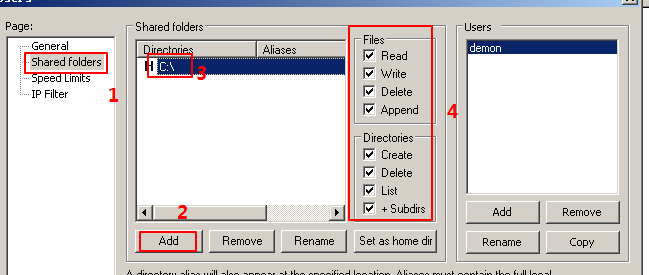 Users
Page:
General
Shared folders
Speed Limits
IP Filter
1
Shared folders
Directories Aliases
H C:\
3
2
Add Remove Rename Set as home dir
Files
Read
Write
Delete
Append
Directories
Create
Delete
List
+ Subdirs
4
Users
demon
Add Remove
Rename Copy
A directory alias will also appear at the specified location. Aliases must contain the full local